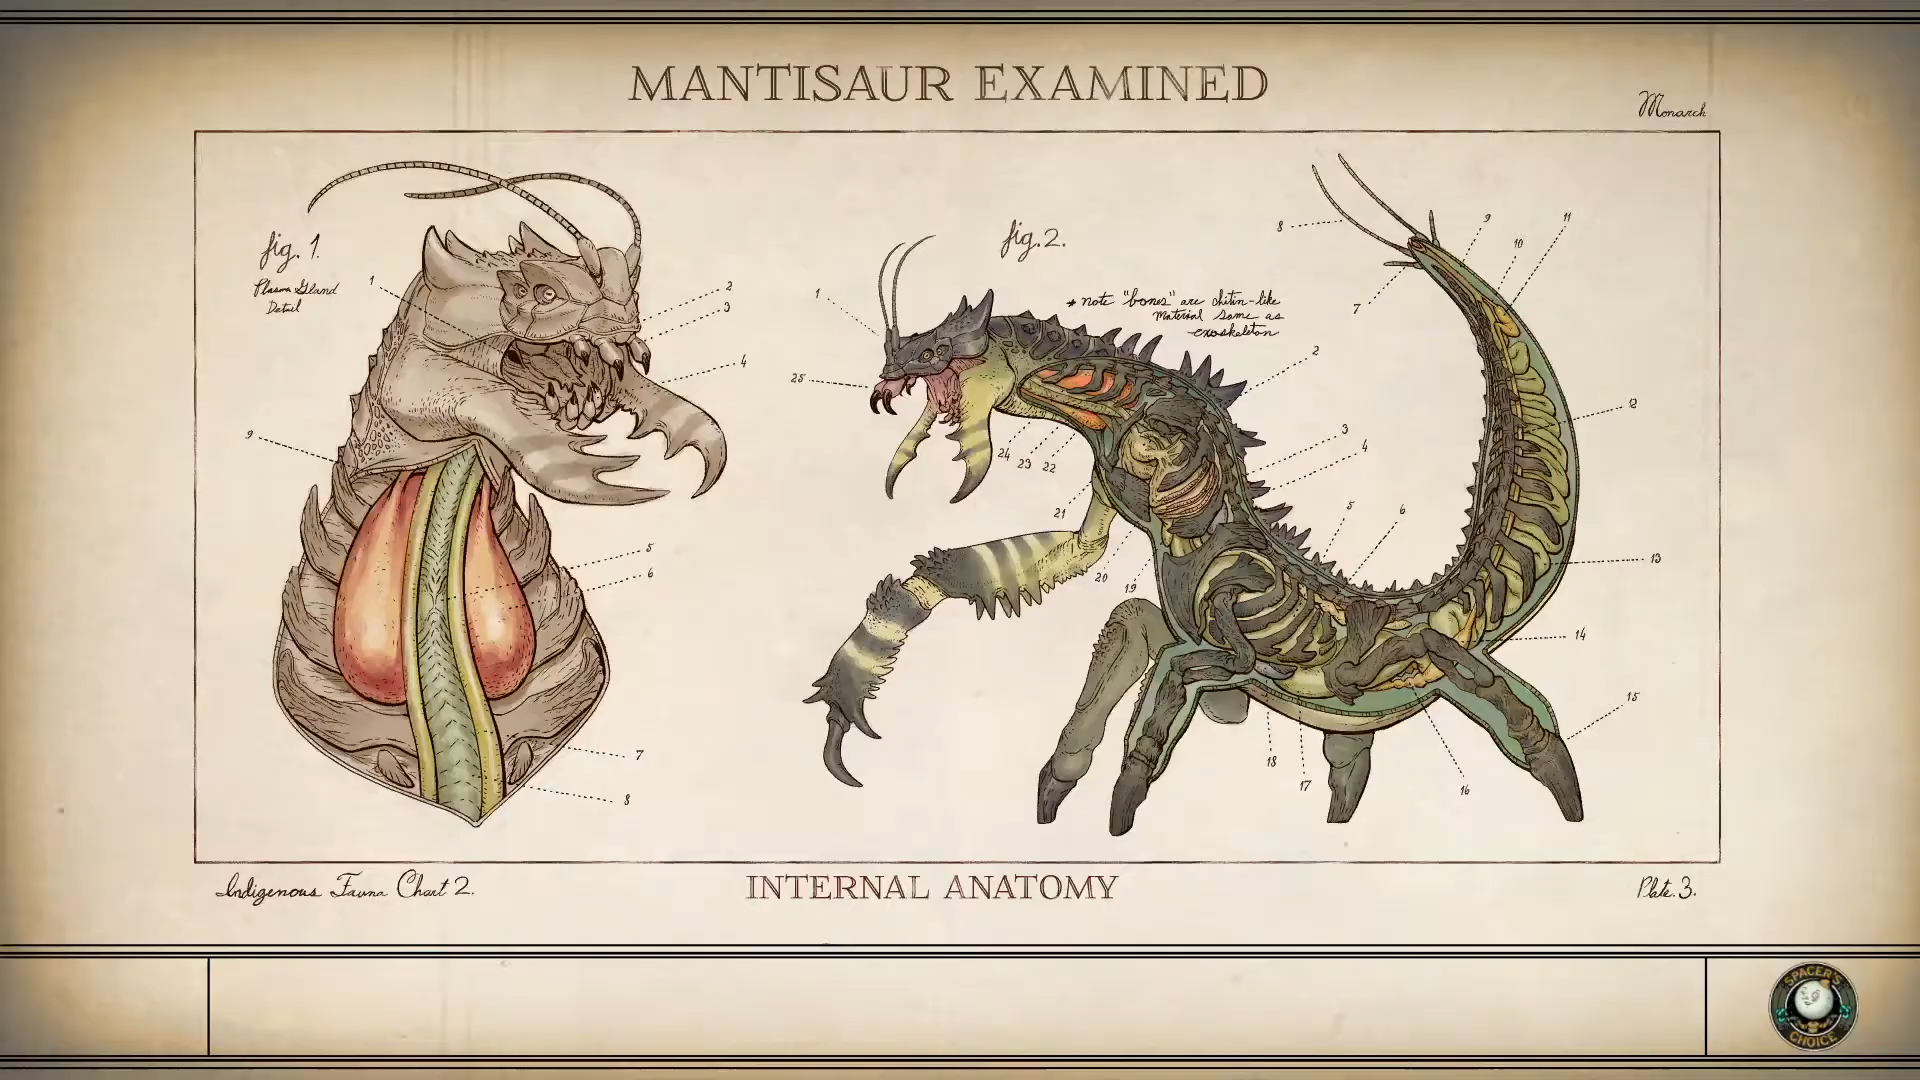 MANTISAUR EXAMINED
Monarch
fig. 1.
Plasma Gland
Detail
1
2
3
4
9
5
6
7
8
fig. 2.
* note "bones" are chitin-like
material same as
exoskeleton
1
25
24
23
22
21
20
19
2
3
4
5
6
8
7
9
10
11
12
13
14
15
16
17
18
Indigenous Fauna Chart 2.
INTERNAL ANATOMY
Plate. 3.
SPACER'S
CHOICE